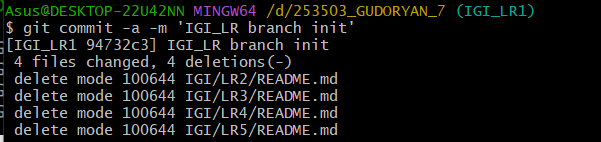 Asus@DESKTOP-22U42NN MINGW64 /d/253503_GUDORYAN_7 (IGI_LR1)
$ git commit -a -m 'IGI_LR branch init'
[IGI_LR1 94732c3] IGI_LR branch init
 4 files changed, 4 deletions(-)
 delete mode 100644 IGI/LR2/README.md
 delete mode 100644 IGI/LR3/README.md
 delete mode 100644 IGI/LR4/README.md
 delete mode 100644 IGI/LR5/README.md